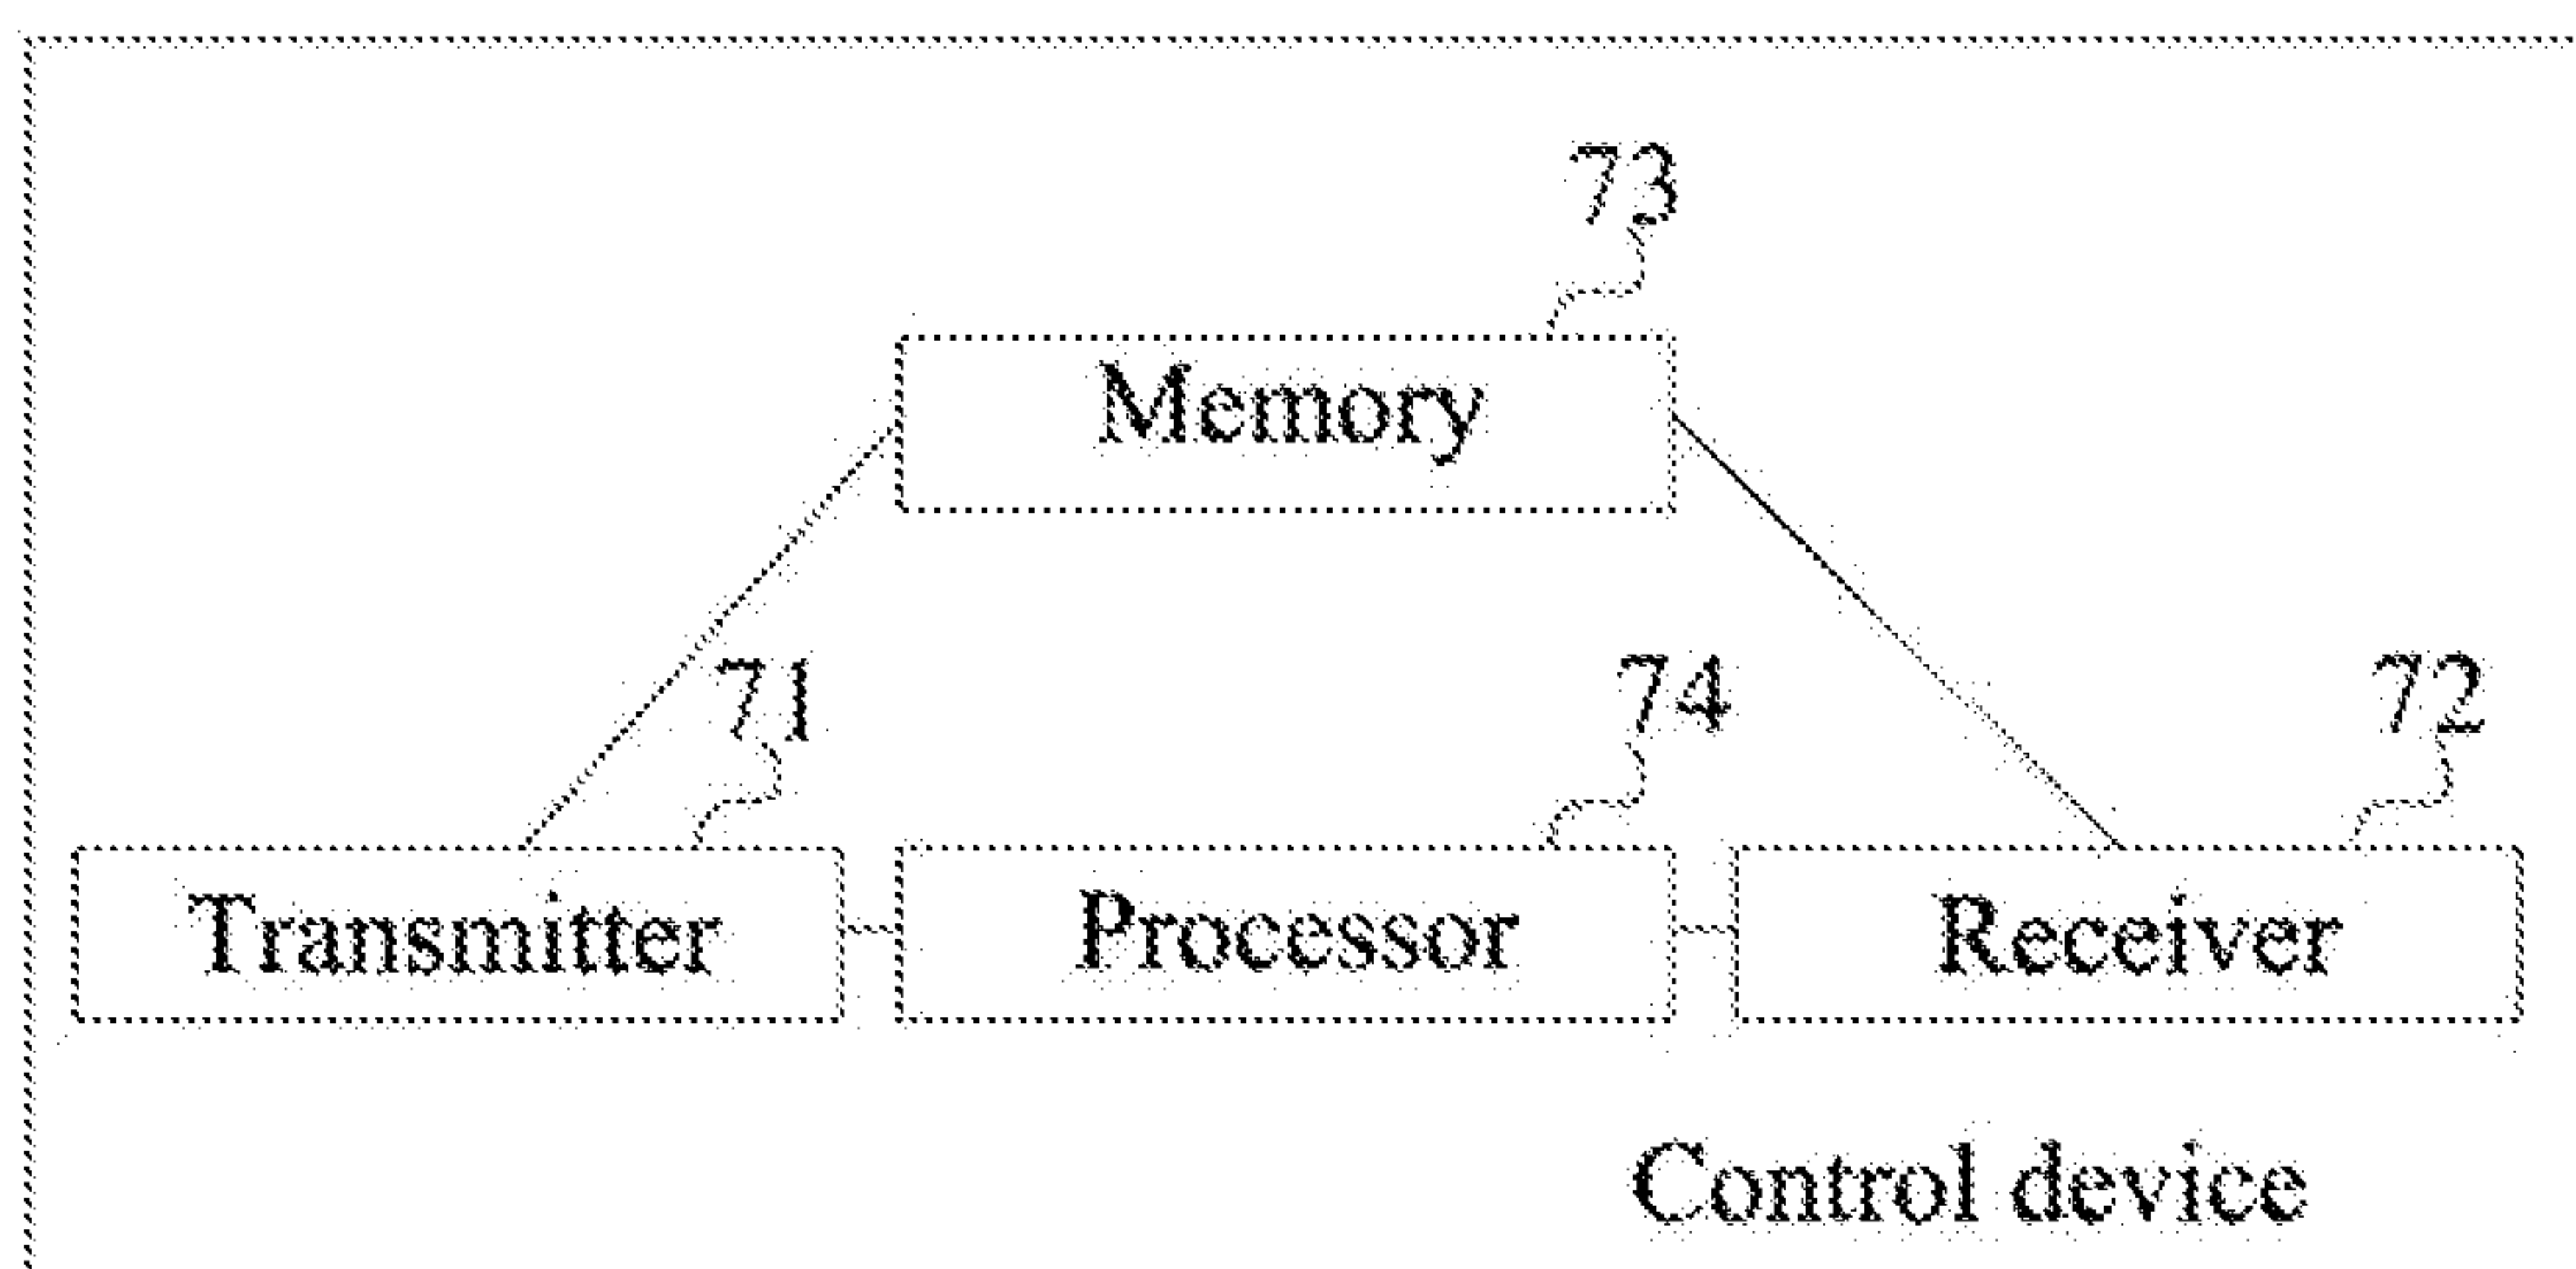 73
Memory
71 74 72
Transmitter Processor Receiver
Control device